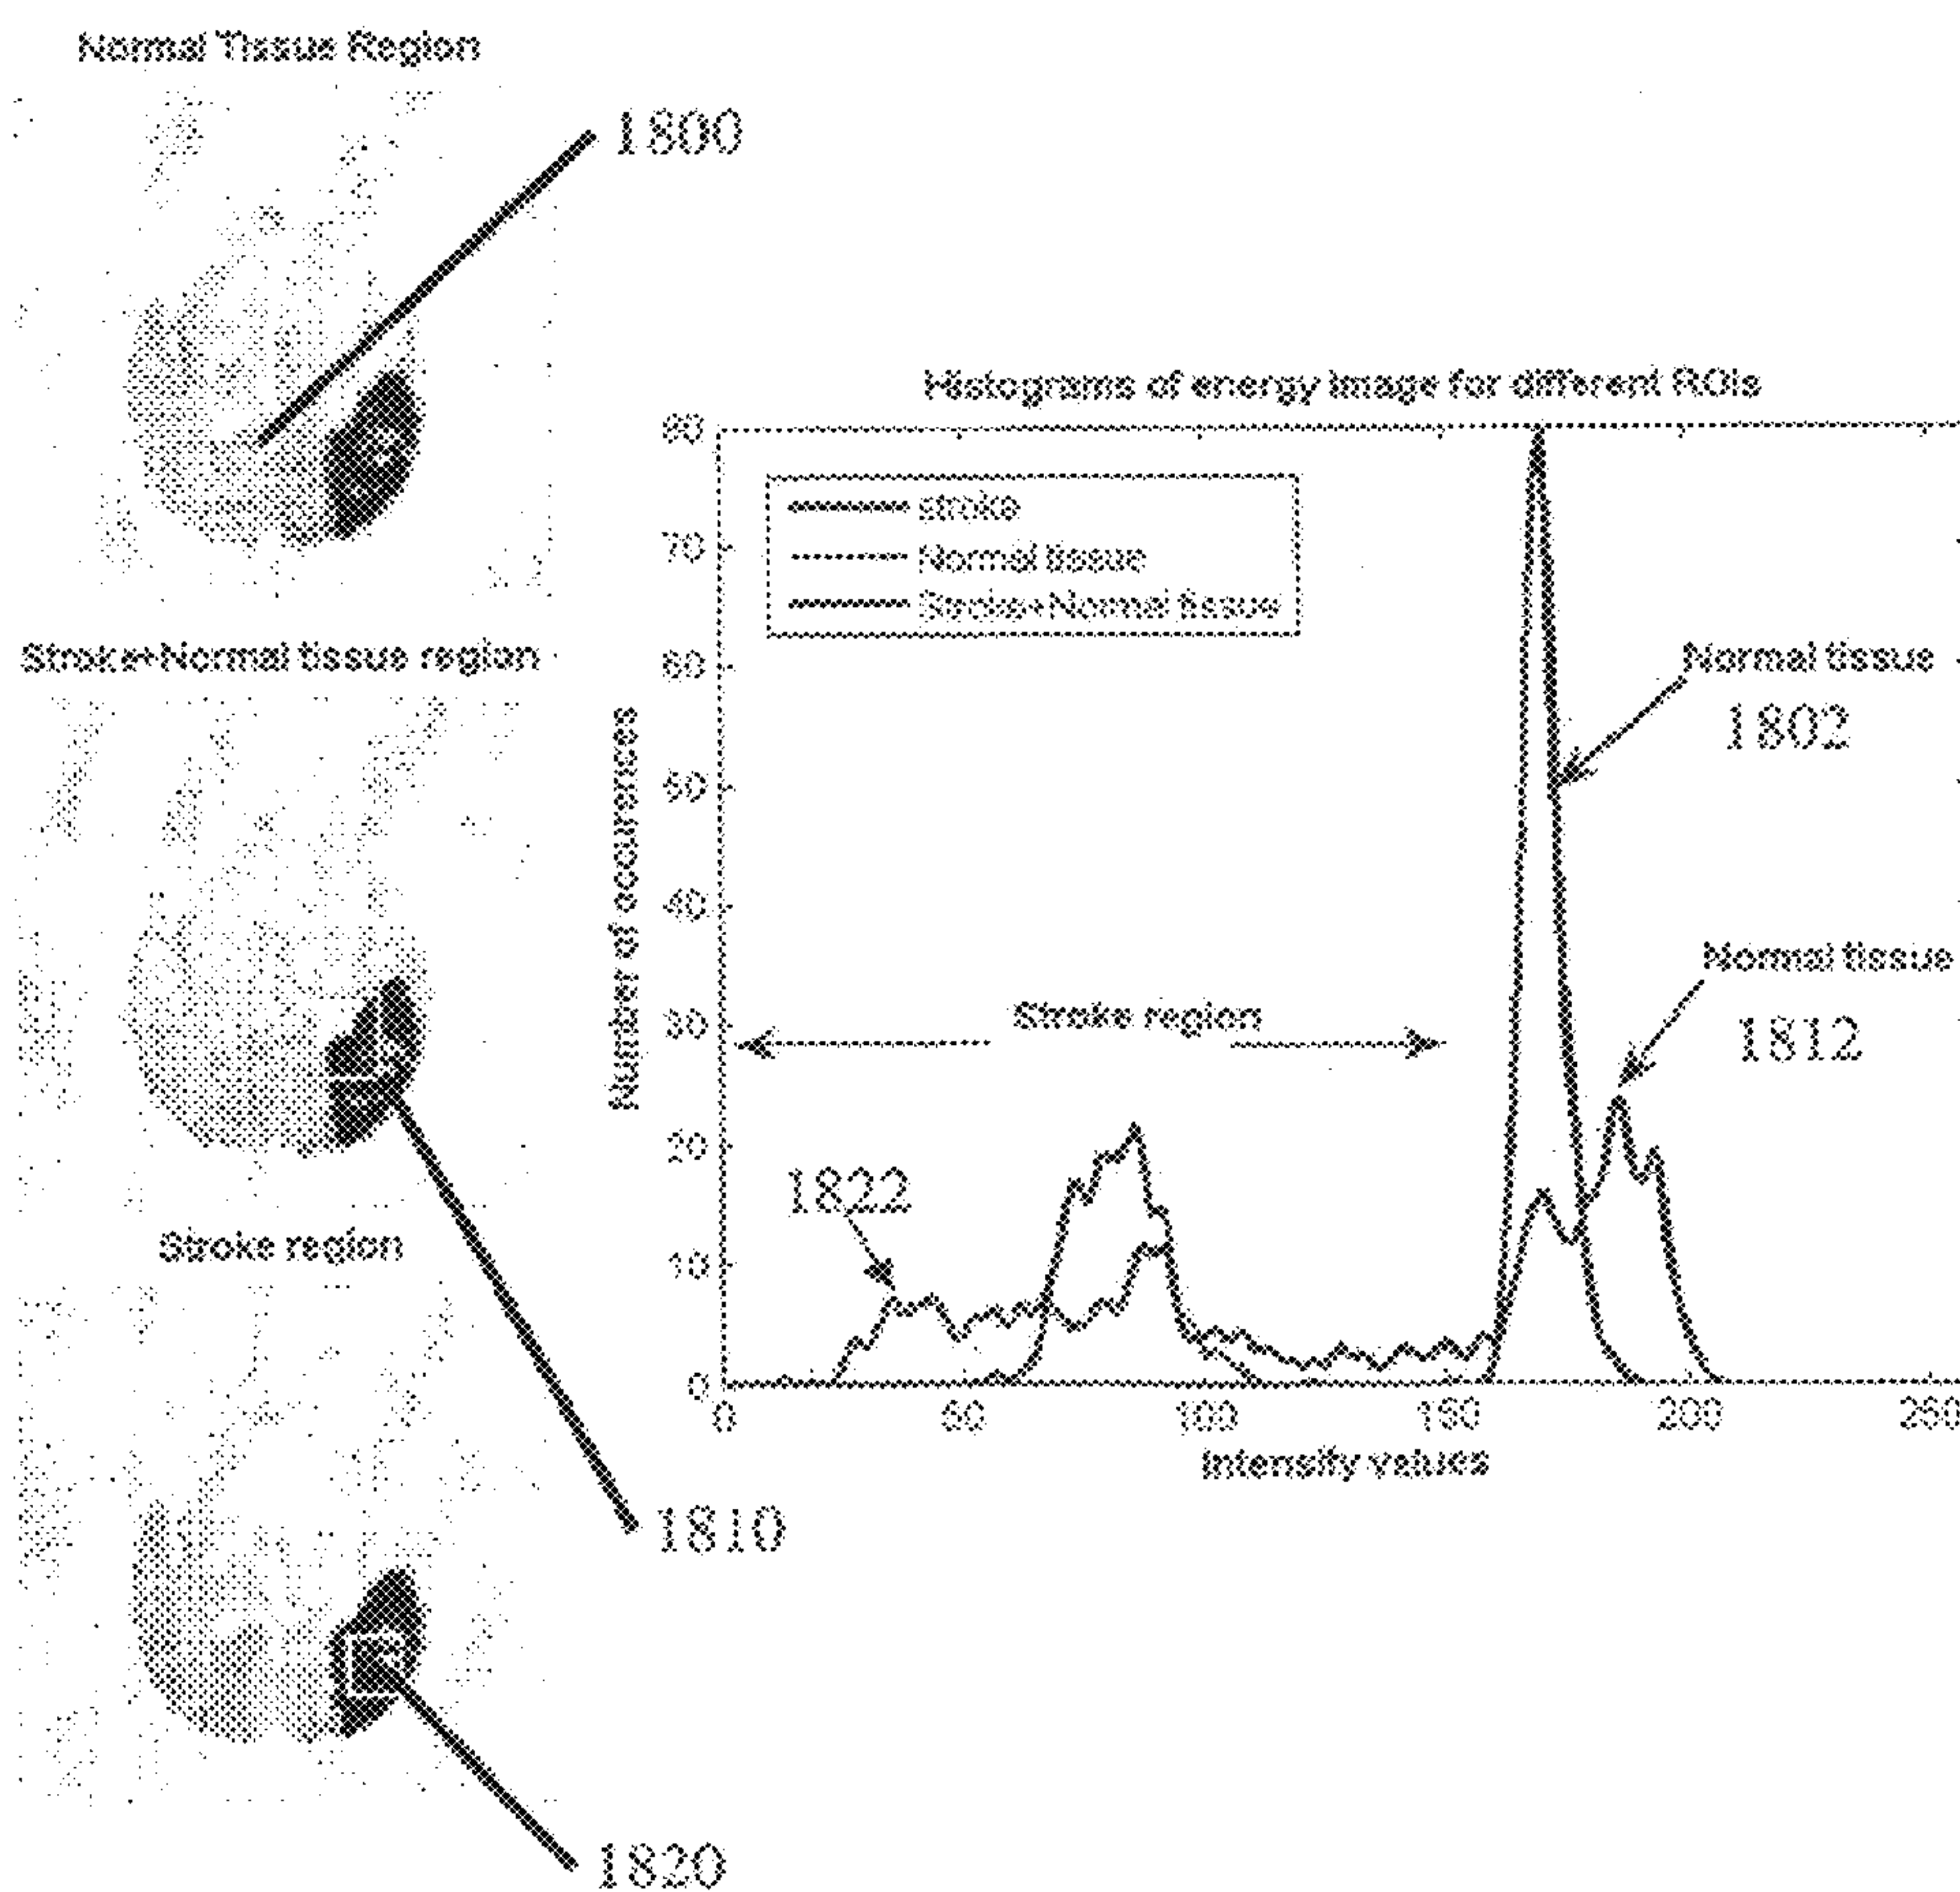 Normal Tissue Region
1800
Stroke+Normal tissue region
Stroke region
1810
1820
Histograms of energy image for different ROIs
stroke
Normal tissue
Stroke+Normal tissue
Normal tissue
1802
Normal tissue
1812
Stroke region
1822
Number of occurrences
80
70
60
50
40
30
20
10
0
0
50
100
150
200
250
Intensity values